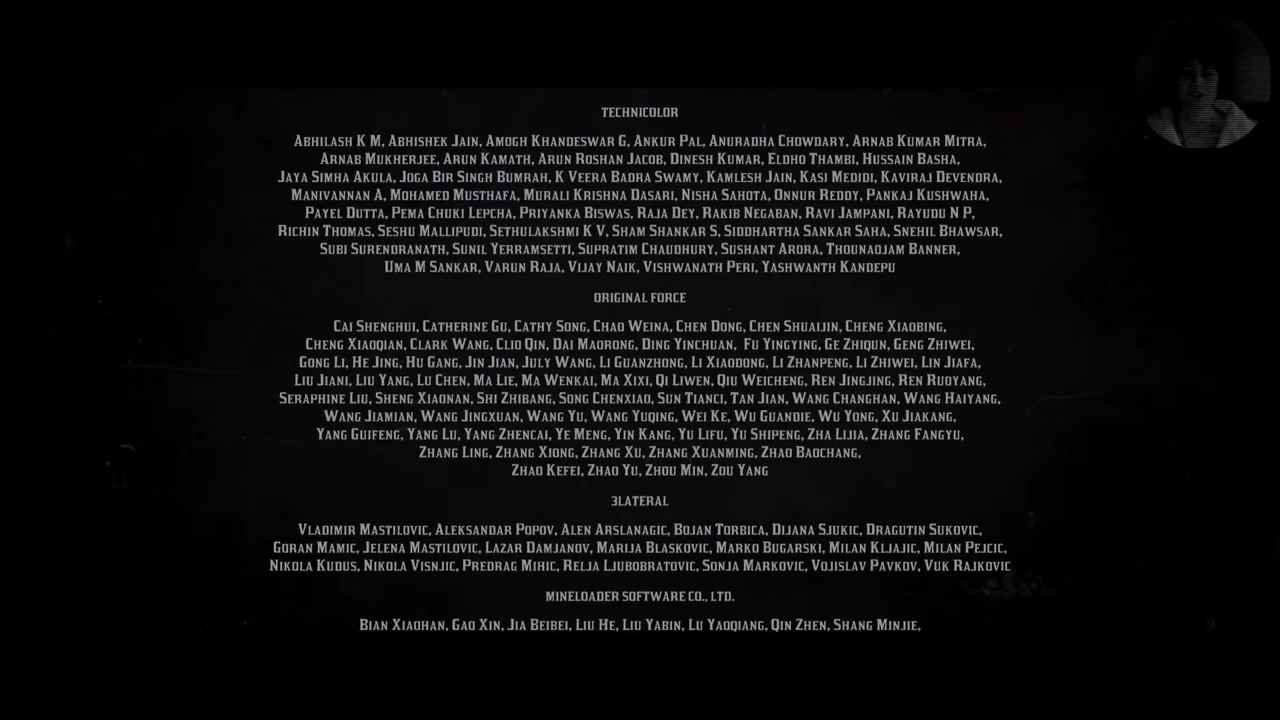 TECHNICOLOR
Abhilash K M, Abhishek Jain, Amogh Khandeswar G, Ankur Pal, Anuradha Chowdary, Arnab Kumar Mitra,
Arnab Mukherjee, Arun Kamath, Arun Roshan Jacob, Dinesh Kumar, Eldho Thambi, Hussain Basha,
Jaya Simha Akula, Joga Bir Singh Bumrah, K Veera Badra Swamy, Kamlesh Jain, Kasi Medidi, Kaviraj Devendra,
Manivannan A, Mohamed Musthafa, Murali Krishna Dasari, Nisha Sahota, Onnur Reddy, Pankaj Kushwaha,
Payel Dutta, Pema Chuki Lepcha, Priyanka Biswas, Raja Dey, Rakib Negaban, Ravi Jampani, Rayudu N P,
Richin Thomas, Seshu Mallipudi, Sethulakshmi K V, Sham Shankar S, Siddhartha Sankar Saha, Snehil Bhawsar,
Subi Surendranath, Sunil Yerramsetti, Supratim Chaudhury, Sushant Arora, Thounaojam Banner,
Uma M Sankar, Varun Raja, Vijay Naik, Vishwanath Peri, Yashwanth Kandepu
ORIGINAL FORCE
Cai Shenghui, Catherine Gu, Cathy Song, Chao Weina, Chen Dong, Chen Shuaijin, Cheng Xiaobing,
Cheng Xiaoqian, Clark Wang, Clio Qin, Dai Maorong, Ding Yinchuan, Fu Yingying, Ge Zhiqun, Geng Zhiwei,
Gong Li, He Jing, Hu Gang, Jin Jian, July Wang, Li Guanzhong, Li Xiaodong, Li Zhanpeng, Li Zhiwei, Lin Jiafa,
Liu Jiani, Liu Yang, Lu Chen, Ma Lie, Ma Wenkai, Ma Xixi, Qi Liwen, Qiu Weicheng, Ren Jingjing, Ren Ruoyang,
Seraphine Liu, Sheng Xiaonan, Shi Zhibang, Song Chenxiao, Sun Tianci, Tan Jian, Wang Changhan, Wang Haiyang,
Wang Jiamian, Wang Jingxuan, Wang Yu, Wang Yuqing, Wei Ke, Wu Guandie, Wu Yong, Xu Jiakang,
Yang Guifeng, Yang Lu, Yang Zhencai, Ye Meng, Yin Kang, Yu Lifu, Yu Shipeng, Zha Lijia, Zhang Fangyu,
Zhang Ling, Zhang Xiong, Zhang Xu, Zhang Xuanming, Zhao Baochang,
Zhao Kefei, Zhao Yu, Zhou Min, Zou Yang
3LATERAL
Vladimir Mastilovic, Aleksandar Popov, Alen Arslanagic, Bojan Torbica, Dijana Sjukic, Dragutin Sukovic,
Goran Mamic, Jelena Mastilovic, Lazar Damjanov, Marija Blaskovic, Marko Bugarski, Milan Kljajic, Milan Pejcic,
Nikola Kudus, Nikola Visnjic, Predrag Mihic, Relja Ljubobratovic, Sonja Markovic, Vojislav Pavkov, Vuk Rajkovic
MINELOADER SOFTWARE CO., LTD.
Bian Xiaohan, Gao Xin, Jia Beibei, Liu He, Liu Yabin, Lu Yaoqiang, Qin Zhen, Shang Minjie,